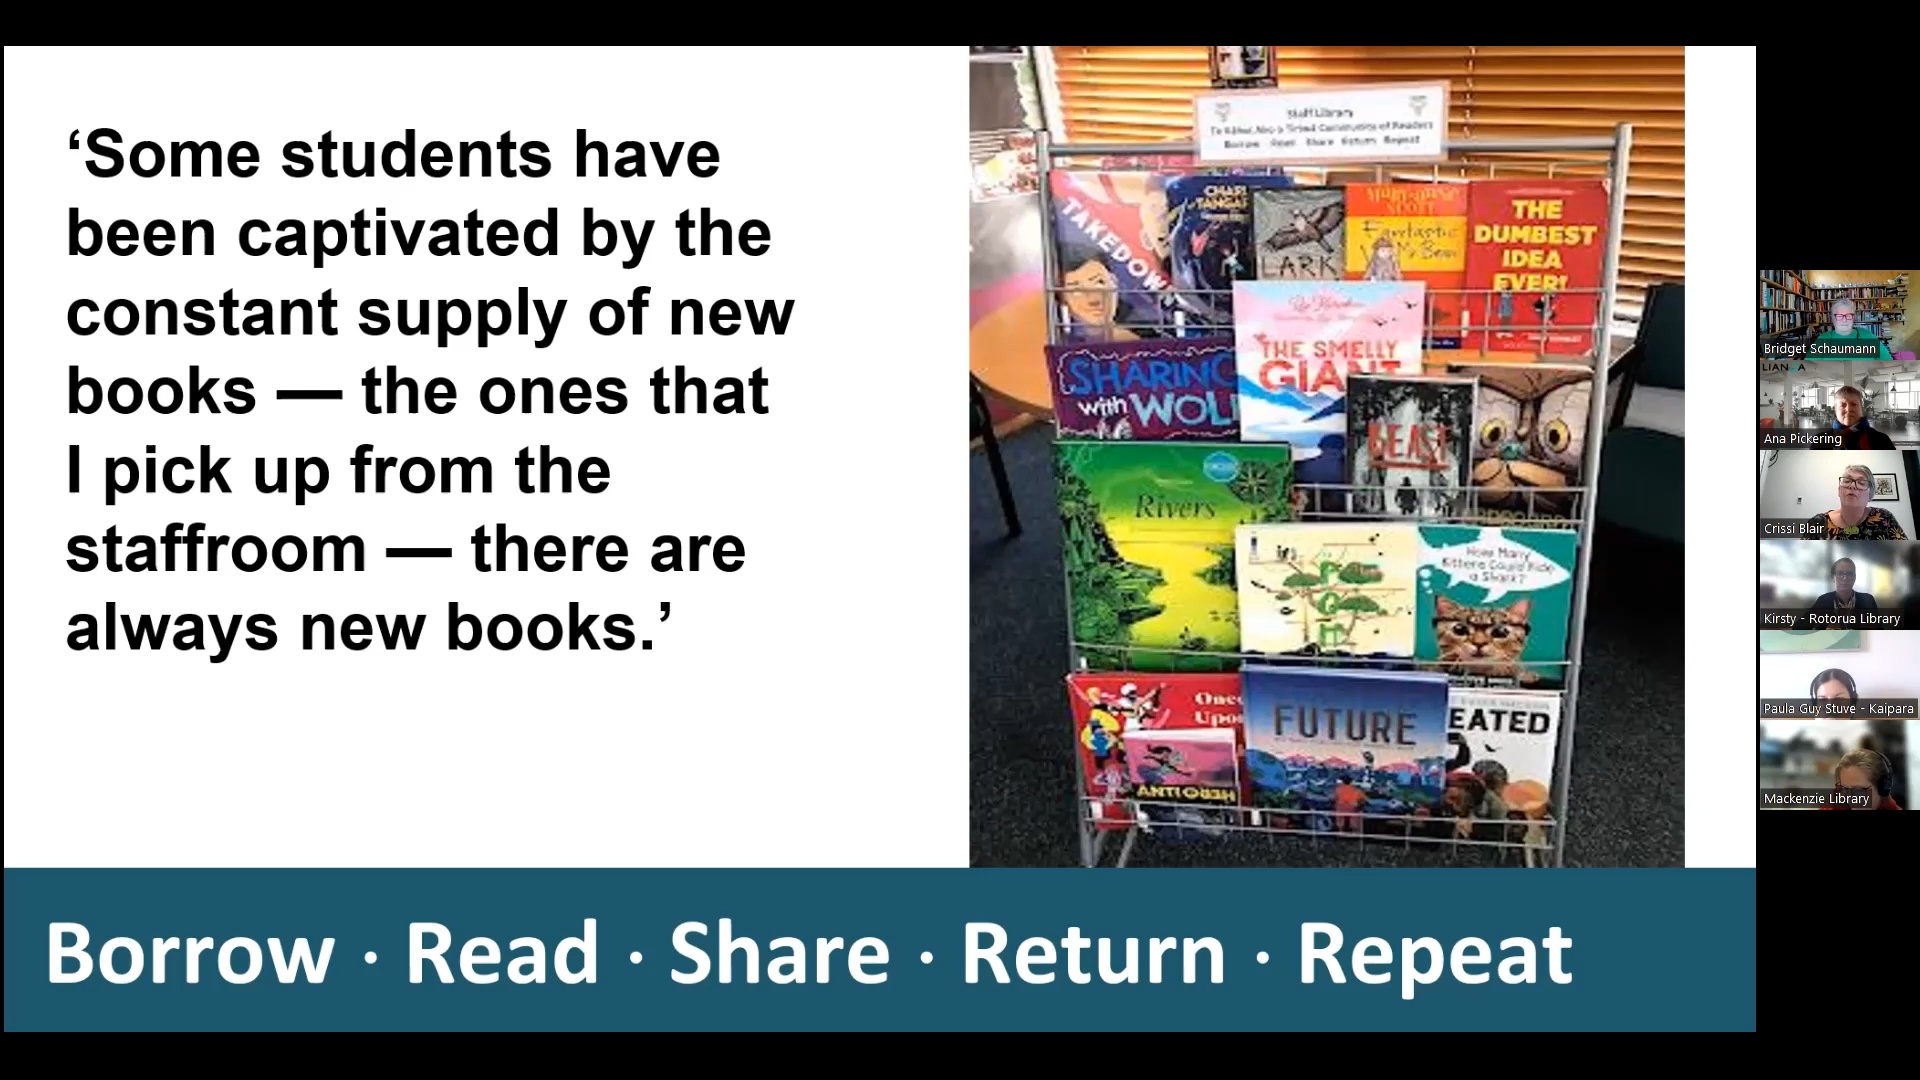 ‘Some students have
been captivated by the
constant supply of new
books — the ones that
I pick up from the
staffroom — there are
always new books.’
Staff Library
Borrow Read Share Return Repeat
TAKEDOWN
LARK
Fantastic
THE
DUMBEST
IDEA
EVER!
SHARING
with WOLF
THE SMELLY
GIANT
BEAST
Rivers
How Many
Kittens Could Ride
a Shark?
Once
Upon
ANTIQUEH
FUTURE
EATED
Borrow · Read · Share · Return · Repeat
Bridget Schaumann
LIANZA
Ana Pickering
Crissi Blair
Kirsty - Rotorua Library
Paula Guy Stuve - Kaipara
Mackenzie Library